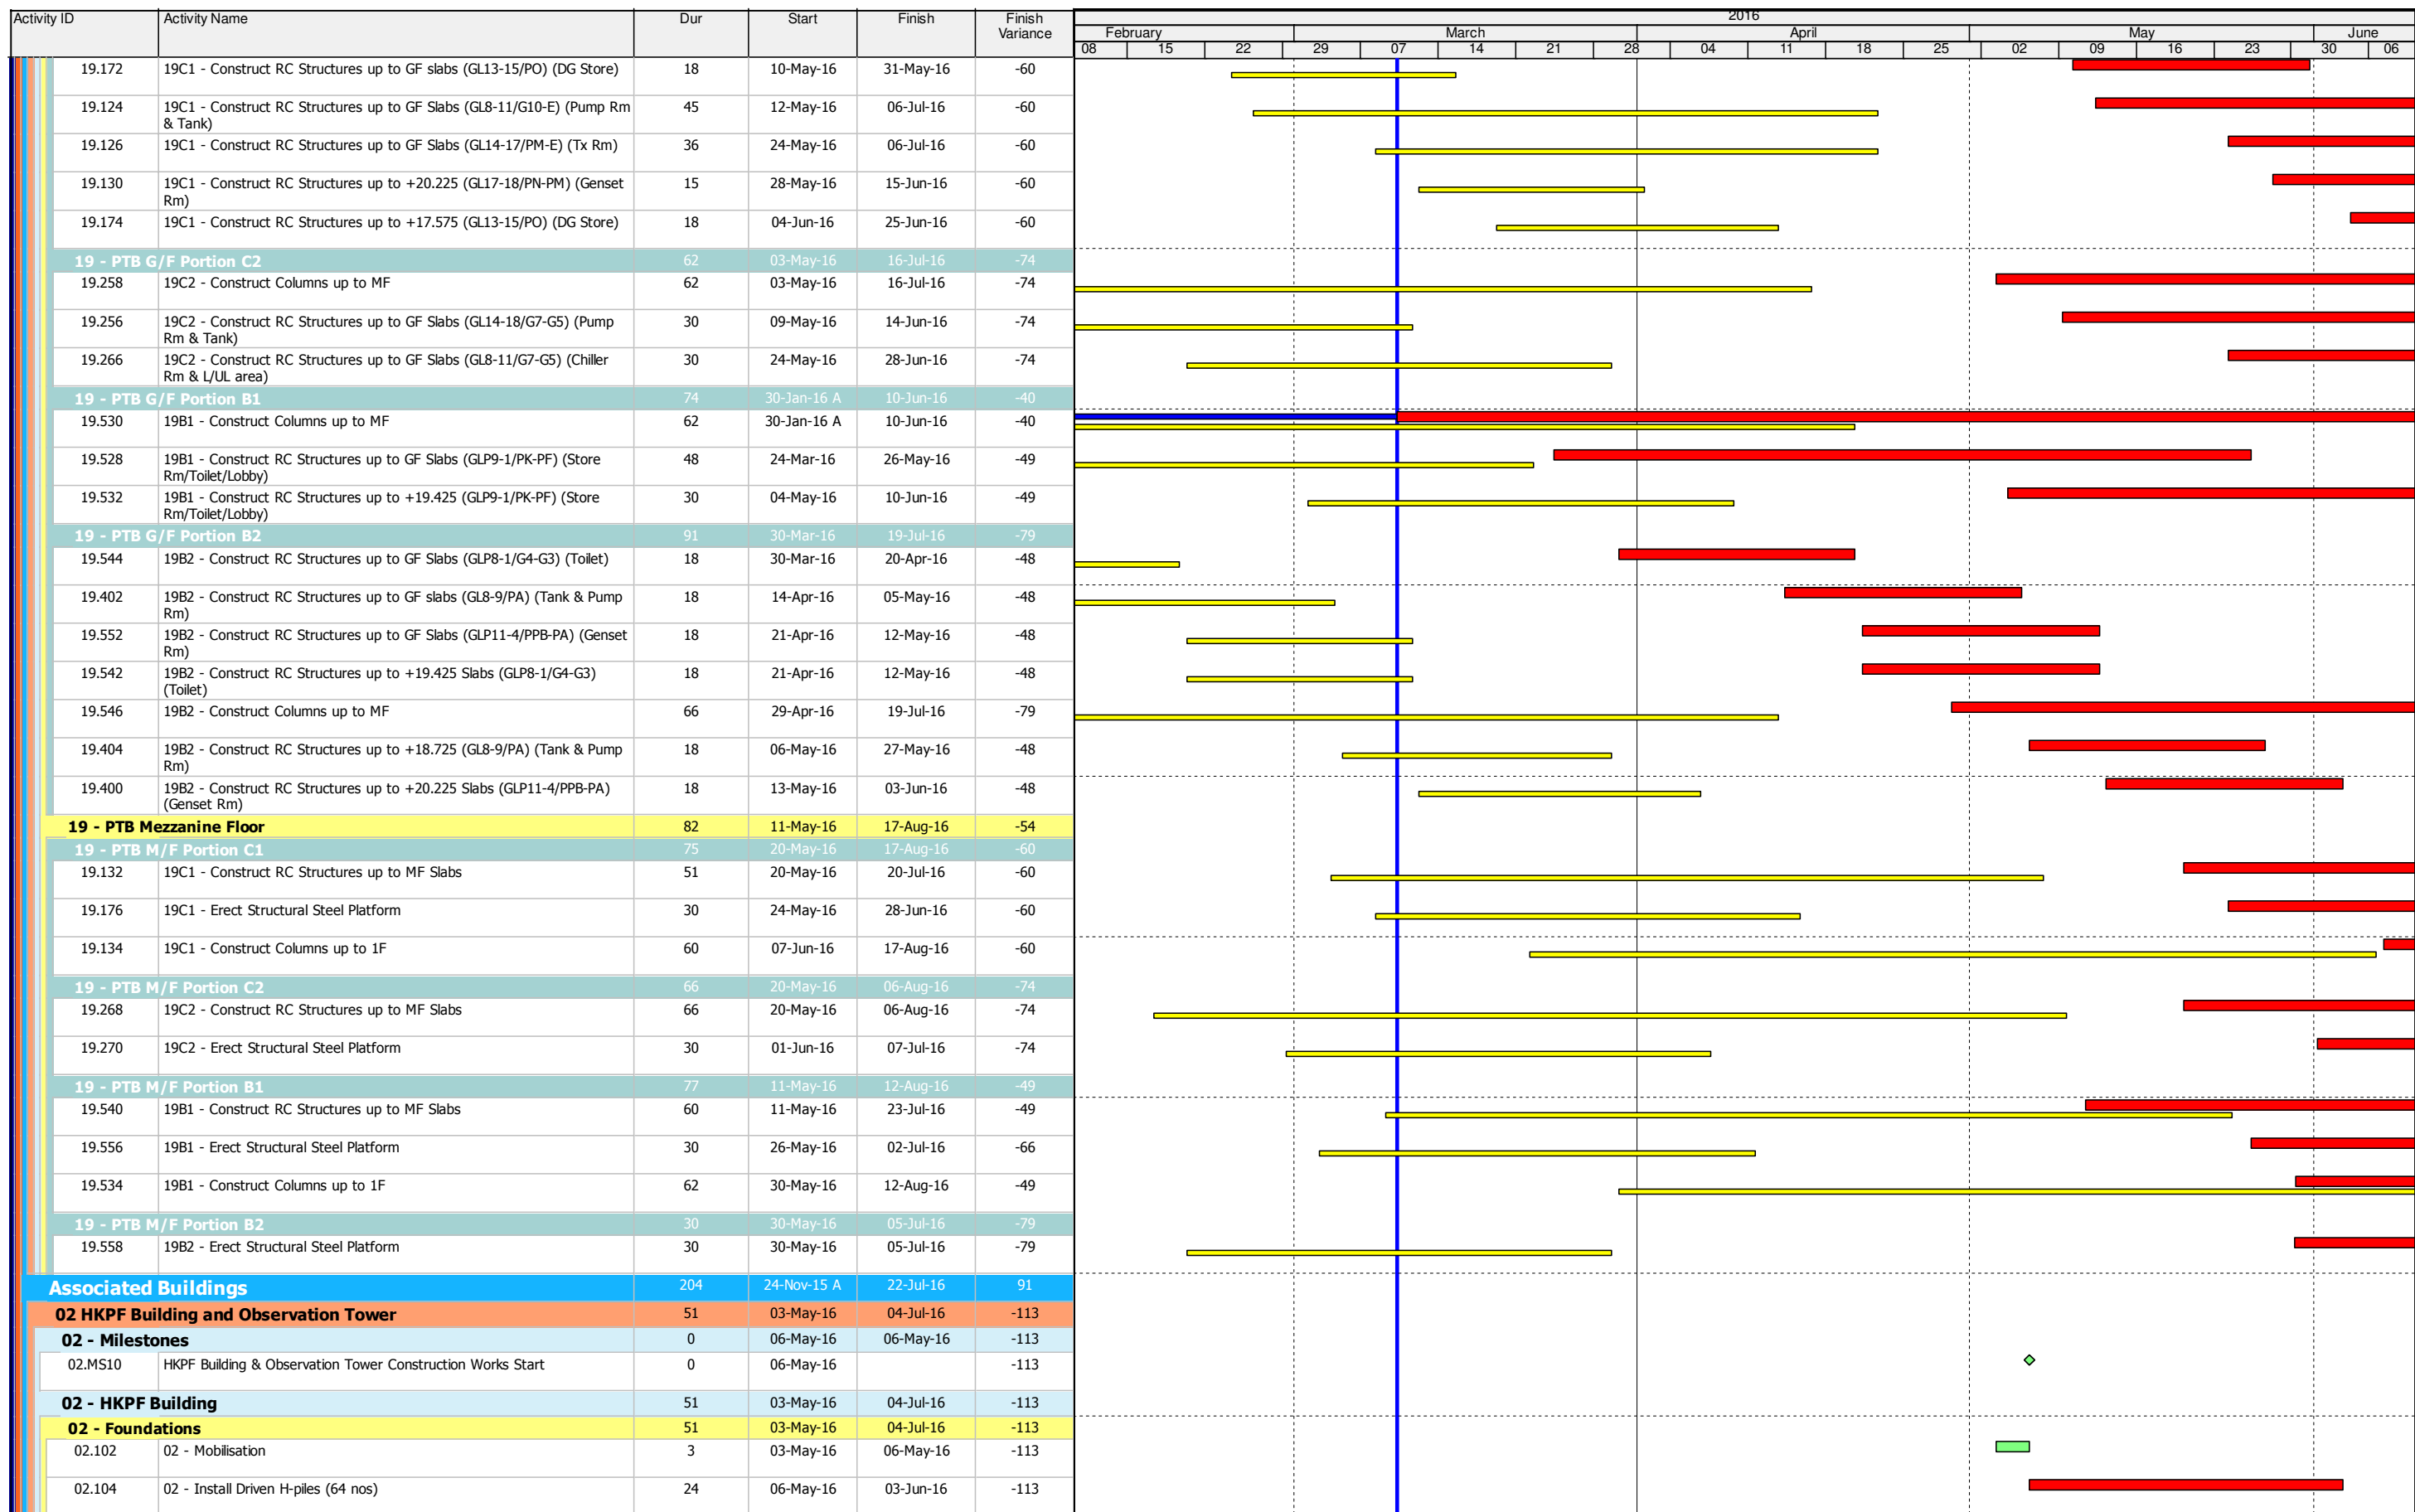 Activity ID Activity Name Dur Start Finish Finish Variance 2016
February March April May June
08 15 22 29 07 14 21 28 04 11 18 25 02 09 16 23 30 06
19.172 19C1 - Construct RC Structures up to GF slabs (GL13-15/PO) (DG Store) 18 10-May-16 31-May-16 -60
19.124 19C1 - Construct RC Structures up to GF Slabs (GL8-11/G10-E) (Pump Rm 45 12-May-16 06-Jul-16 -60
& Tank)
19.126 19C1 - Construct RC Structures up to GF Slabs (GL14-17/PM-E) (Tx Rm) 36 24-May-16 06-Jul-16 -60
19.130 19C1 - Construct RC Structures up to +20.225 (GL17-18/PN-PM) (Genset 15 28-May-16 15-Jun-16 -60
Rm)
19.174 19C1 - Construct RC Structures up to +17.575 (GL13-15/PO) (DG Store) 18 04-Jun-16 25-Jun-16 -60
19 - PTB G/F Portion C2 62 03-May-16 16-Jul-16 -74
19.258 19C2 - Construct Columns up to MF 62 03-May-16 16-Jul-16 -74
19.256 19C2 - Construct RC Structures up to GF Slabs (GL14-18/G7-G5) (Pump 30 09-May-16 14-Jun-16 -74
Rm & Tank)
19.266 19C2 - Construct RC Structures up to GF Slabs (GL8-11/G7-G5) (Chiller 30 24-May-16 28-Jun-16 -74
Rm & L/UL area)
19 - PTB G/F Portion B1 74 30-Jan-16 A 10-Jun-16 -40
19.530 19B1 - Construct Columns up to MF 62 30-Jan-16 A 10-Jun-16 -40
19.528 19B1 - Construct RC Structures up to GF Slabs (GLP9-1/PK-PF) (Store 48 24-Mar-16 26-May-16 -49
Rm/Toilet/Lobby)
19.532 19B1 - Construct RC Structures up to +19.425 (GLP9-1/PK-PF) (Store 30 04-May-16 10-Jun-16 -49
Rm/Toilet/Lobby)
19 - PTB G/F Portion B2 91 30-Mar-16 19-Jul-16 -79
19.544 19B2 - Construct RC Structures up to GF Slabs (GLP8-1/G4-G3) (Toilet) 18 30-Mar-16 20-Apr-16 -48
19.402 19B2 - Construct RC Structures up to GF slabs (GL8-9/PA) (Tank & Pump 18 14-Apr-16 05-May-16 -48
Rm)
19.552 19B2 - Construct RC Structures up to GF Slabs (GLP11-4/PPB-PA) (Genset 18 21-Apr-16 12-May-16 -48
Rm)
19.542 19B2 - Construct RC Structures up to +19.425 Slabs (GLP8-1/G4-G3) 18 21-Apr-16 12-May-16 -48
(Toilet)
19.546 19B2 - Construct Columns up to MF 66 29-Apr-16 19-Jul-16 -79
19.404 19B2 - Construct RC Structures up to +18.725 (GL8-9/PA) (Tank & Pump 18 06-May-16 27-May-16 -48
Rm)
19.400 19B2 - Construct RC Structures up to +20.225 Slabs (GLP11-4/PPB-PA) 18 13-May-16 03-Jun-16 -48
(Genset Rm)
19 - PTB Mezzanine Floor 82 11-May-16 17-Aug-16 -54
19 - PTB M/F Portion C1 75 20-May-16 17-Aug-16 -60
19.132 19C1 - Construct RC Structures up to MF Slabs 51 20-May-16 20-Jul-16 -60
19.176 19C1 - Erect Structural Steel Platform 30 24-May-16 28-Jun-16 -60
19.134 19C1 - Construct Columns up to 1F 60 07-Jun-16 17-Aug-16 -60
19 - PTB M/F Portion C2 66 20-May-16 06-Aug-16 -74
19.268 19C2 - Construct RC Structures up to MF Slabs 66 20-May-16 06-Aug-16 -74
19.270 19C2 - Erect Structural Steel Platform 30 01-Jun-16 07-Jul-16 -74
19 - PTB M/F Portion B1 77 11-May-16 12-Aug-16 -49
19.540 19B1 - Construct RC Structures up to MF Slabs 60 11-May-16 23-Jul-16 -49
19.556 19B1 - Erect Structural Steel Platform 30 26-May-16 02-Jul-16 -66
19.534 19B1 - Construct Columns up to 1F 62 30-May-16 12-Aug-16 -49
19 - PTB M/F Portion B2 30 30-May-16 05-Jul-16 -79
19.558 19B2 - Erect Structural Steel Platform 30 30-May-16 05-Jul-16 -79
Associated Buildings 204 24-Nov-15 A 22-Jul-16 91
02 HKPF Building and Observation Tower 51 03-May-16 04-Jul-16 -113
02 - Milestones 0 06-May-16 06-May-16 -113
02.MS10 HKPF Building & Observation Tower Construction Works Start 0 06-May-16 -113
02 - HKPF Building 51 03-May-16 04-Jul-16 -113
02 - Foundations 51 03-May-16 04-Jul-16 -113
02.102 02 - Mobilisation 3 03-May-16 06-May-16 -113
02.104 02 - Install Driven H-piles (64 nos) 24 06-May-16 03-Jun-16 -113